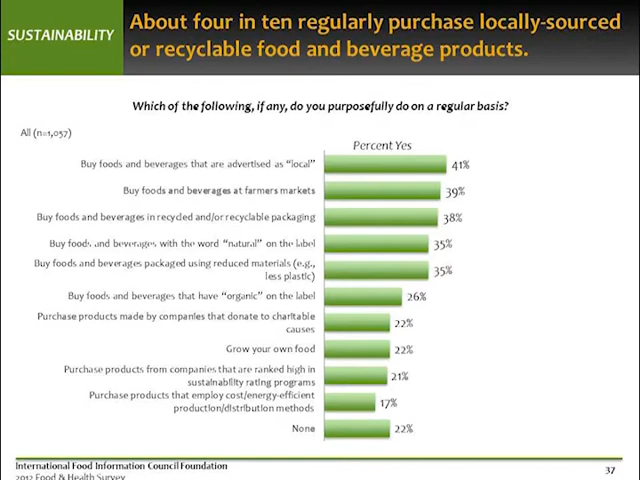 SUSTAINABILITY
About four in ten regularly purchase locally-sourced
or recyclable food and beverage products.
Which of the following, if any, do you purposefully do on a regular basis?
All (n=1,057)
Percent Yes
Buy foods and beverages that are advertised as “local” 41%
Buy foods and beverages at farmers markets 39%
Buy foods and beverages in recycled and/or recyclable packaging 38%
Buy foods and beverages with the word “natural” on the label 35%
Buy foods and beverages packaged using reduced materials (e.g.,
less plastic) 35%
Buy foods and beverages that have “organic” on the label 26%
Purchase products made by companies that donate to charitable
causes 22%
Grow your own food 22%
Purchase products from companies that are ranked high in
sustainability rating programs 21%
Purchase products that employ cost/energy-efficient
production/distribution methods 17%
None 22%
International Food Information Council Foundation
2012 Food & Health Survey
37